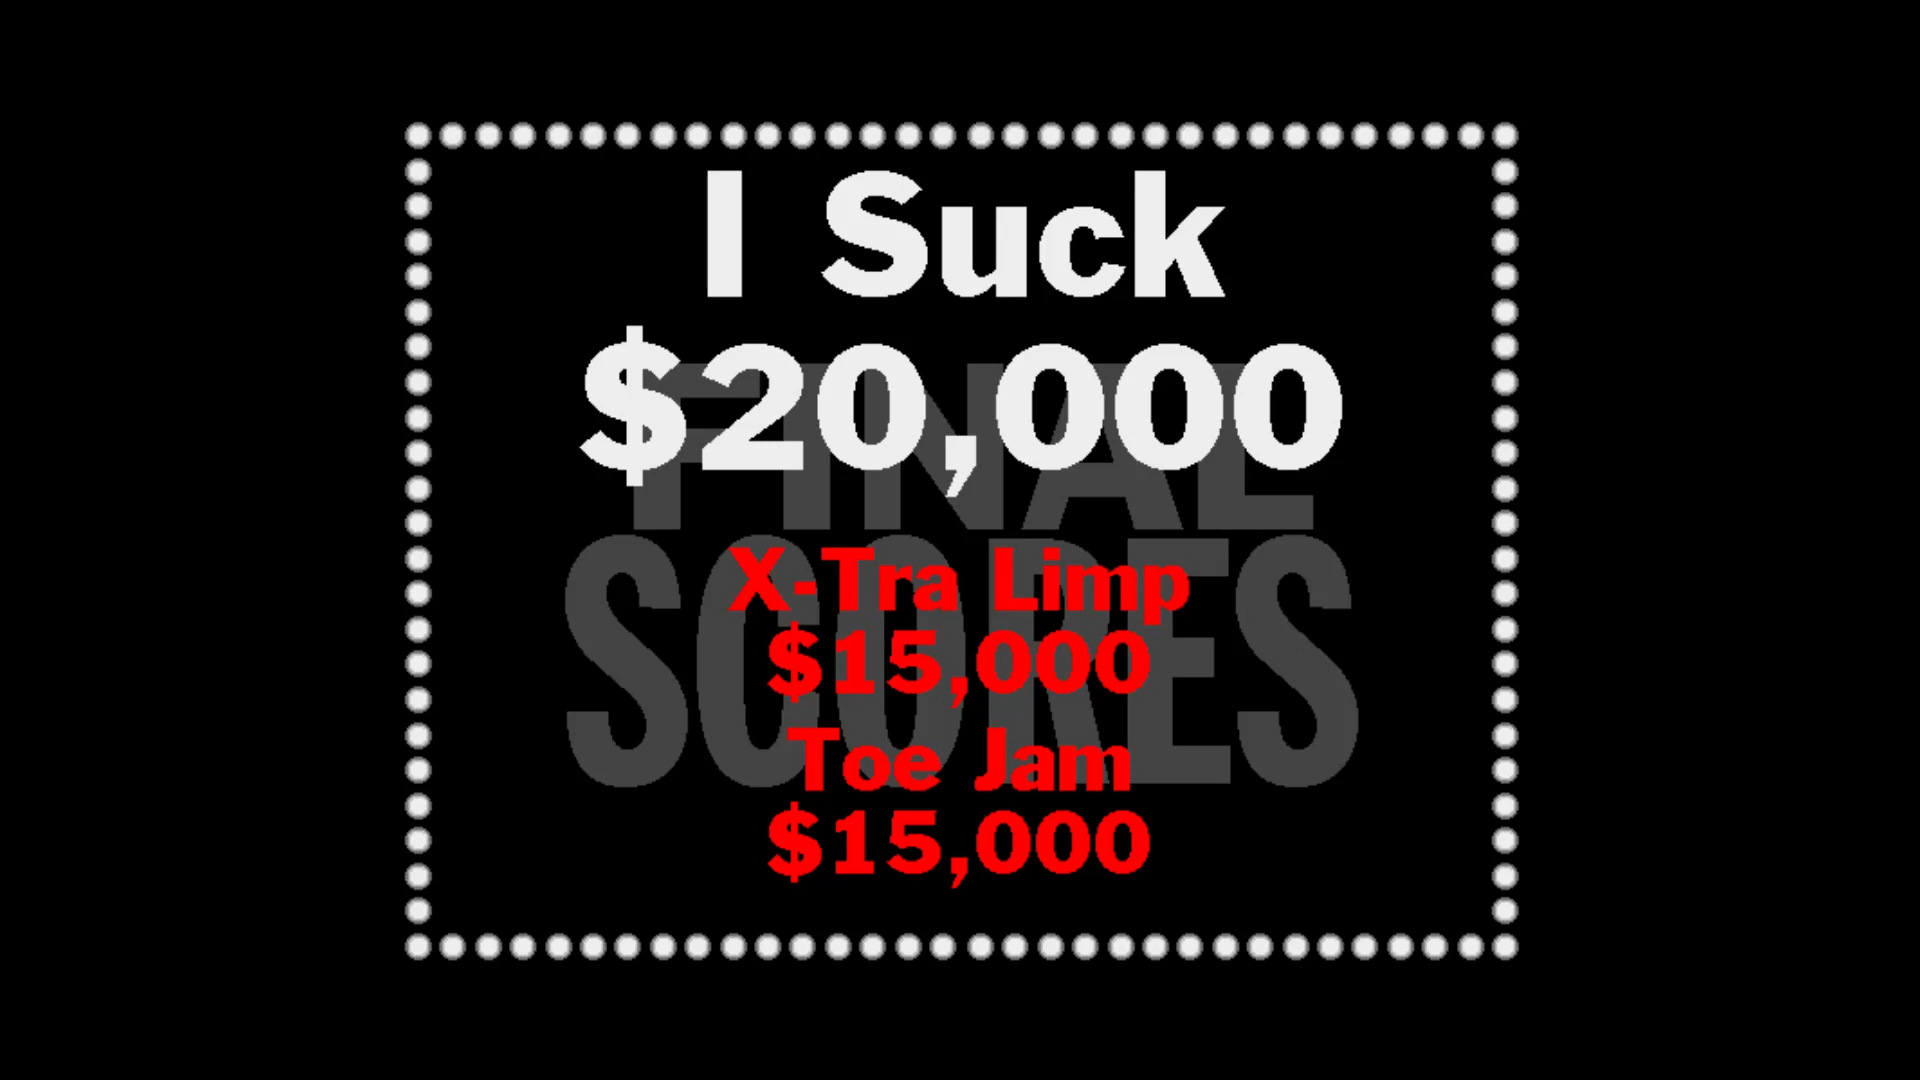 I Suck
$20,000
FINAL
SCORES
X-Tra Limp
$15,000
Toe Jam
$15,000